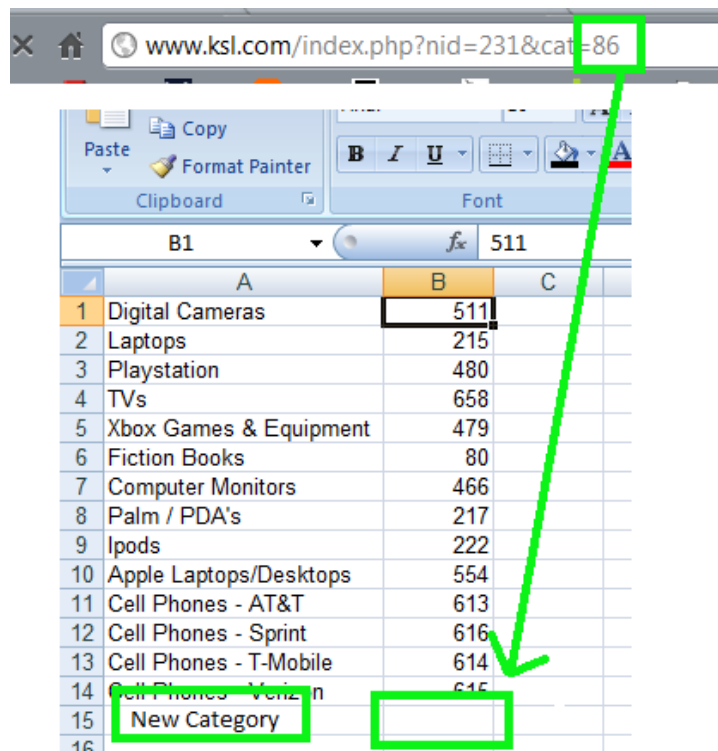 www.ksl.com/index.php?nid=231&cat=86
Copy
Paste
Format Painter
B I U A
Clipboard Font
B1 fx 511
A B C
1 Digital Cameras 511
2 Laptops 215
3 Playstation 480
4 TVs 658
5 Xbox Games & Equipment 479
6 Fiction Books 80
7 Computer Monitors 466
8 Palm / PDA's 217
9 Ipods 222
10 Apple Laptops/Desktops 554
11 Cell Phones - AT&T 613
12 Cell Phones - Sprint 616
13 Cell Phones - T-Mobile 614
14 Cell Phones - Verizon 615
15 New Category
16